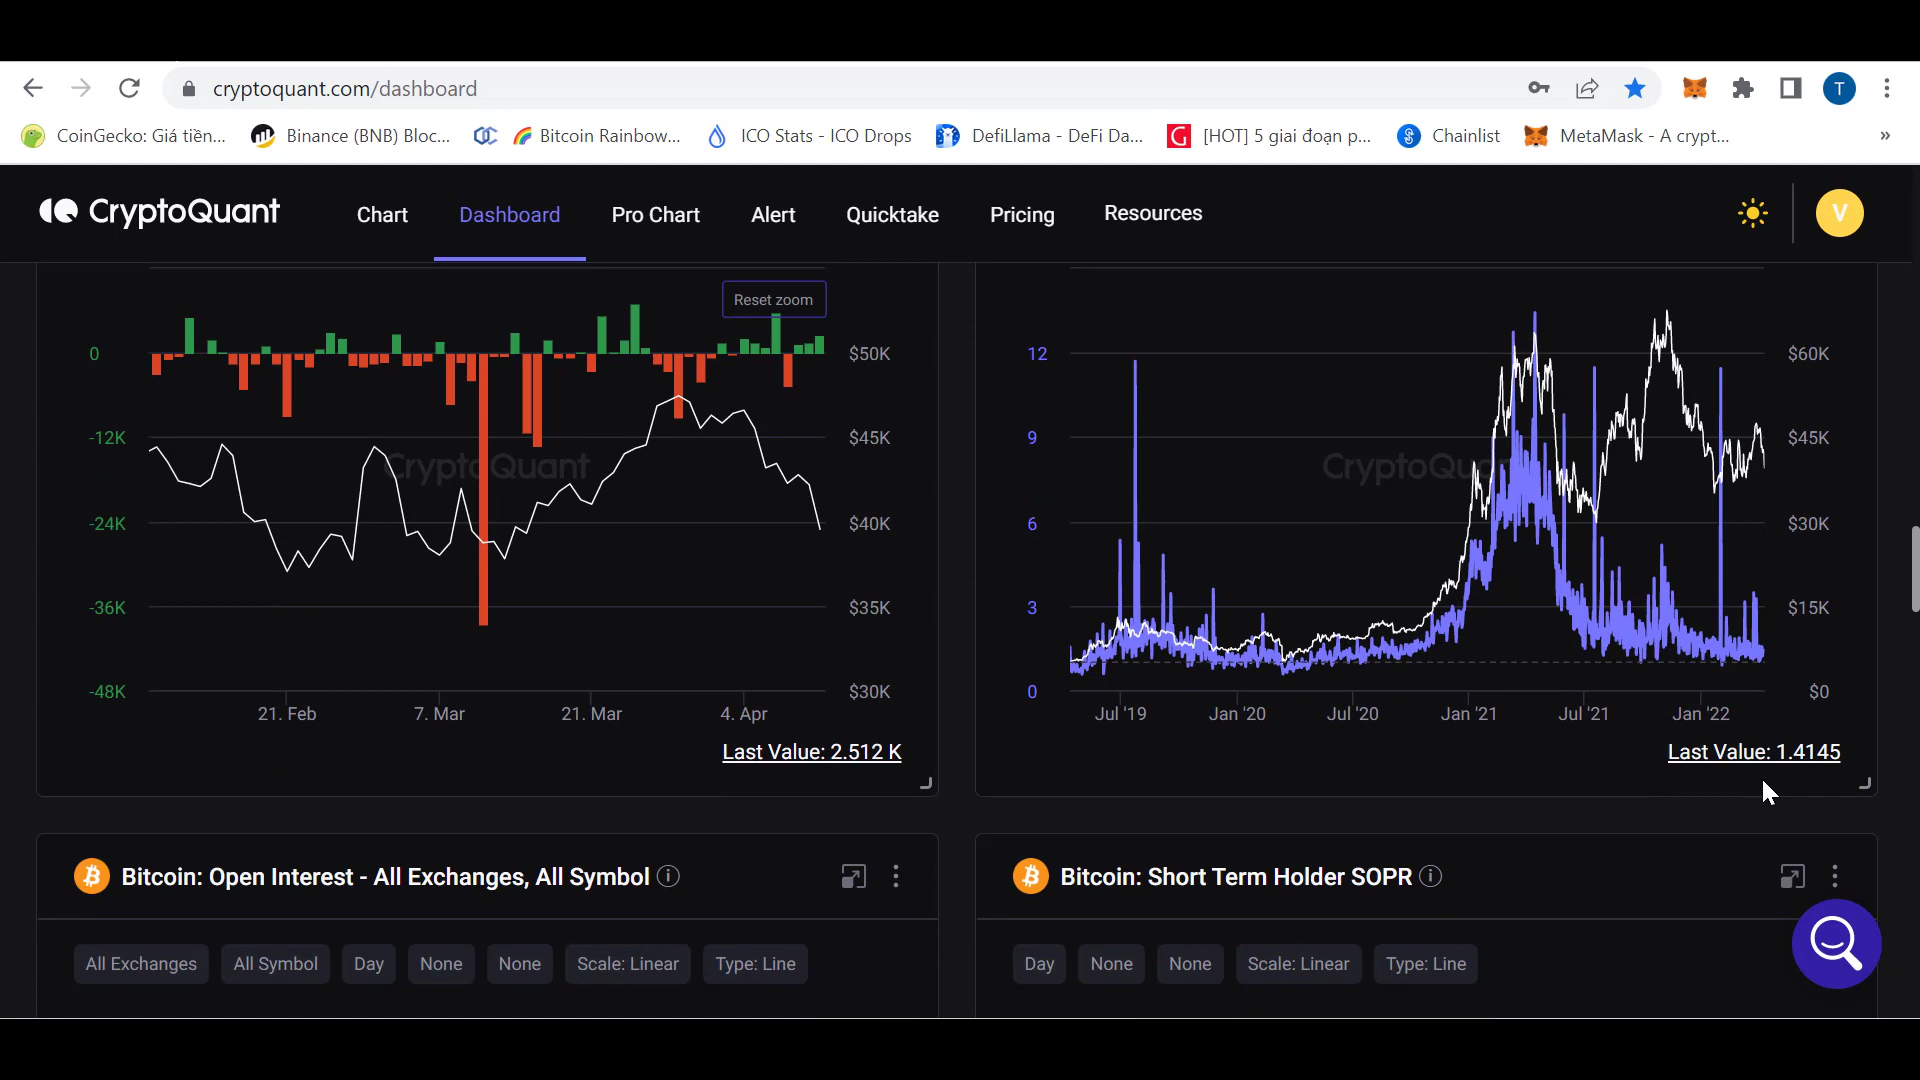 cryptoquant.com/dashboard
T
CoinGecko: Giá tiền...
Binance (BNB) Bloc...
Bitcoin Rainbow...
ICO Stats - ICO Drops
DefiLlama - DeFi Da...
[HOT] 5 giai đoạn p...
Chainlist
MetaMask - A crypt...
»
CryptoQuant
Chart
Dashboard
Pro Chart
Alert
Quicktake
Pricing
Resources
V
Reset zoom
0
-12K
-24K
-36K
-48K
$50K
$45K
$40K
$35K
$30K
CryptoQuant
21. Feb
7. Mar
21. Mar
4. Apr
Last Value: 2.512 K
12
9
6
3
0
$60K
$45K
$30K
$15K
$0
CryptoQuant
Jul '19
Jan '20
Jul '20
Jan '21
Jul '21
Jan '22
Last Value: 1.4145
Bitcoin: Open Interest - All Exchanges, All Symbol
All Exchanges
All Symbol
Day
None
None
Scale: Linear
Type: Line
Bitcoin: Short Term Holder SOPR
Day
None
None
Scale: Linear
Type: Line